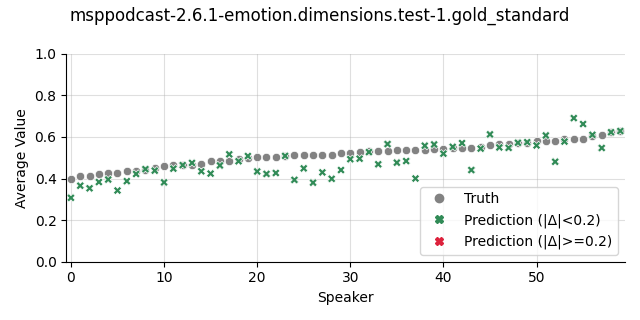 msppodcast-2.6.1-emotion.dimensions.test-1.gold_standard
1.0
0.8
0.6
0.4
0.2
0.0
Average Value
Truth
Prediction (|Δ|<0.2)
Prediction (|Δ|>=0.2)
0 10 20 30 40 50
Speaker